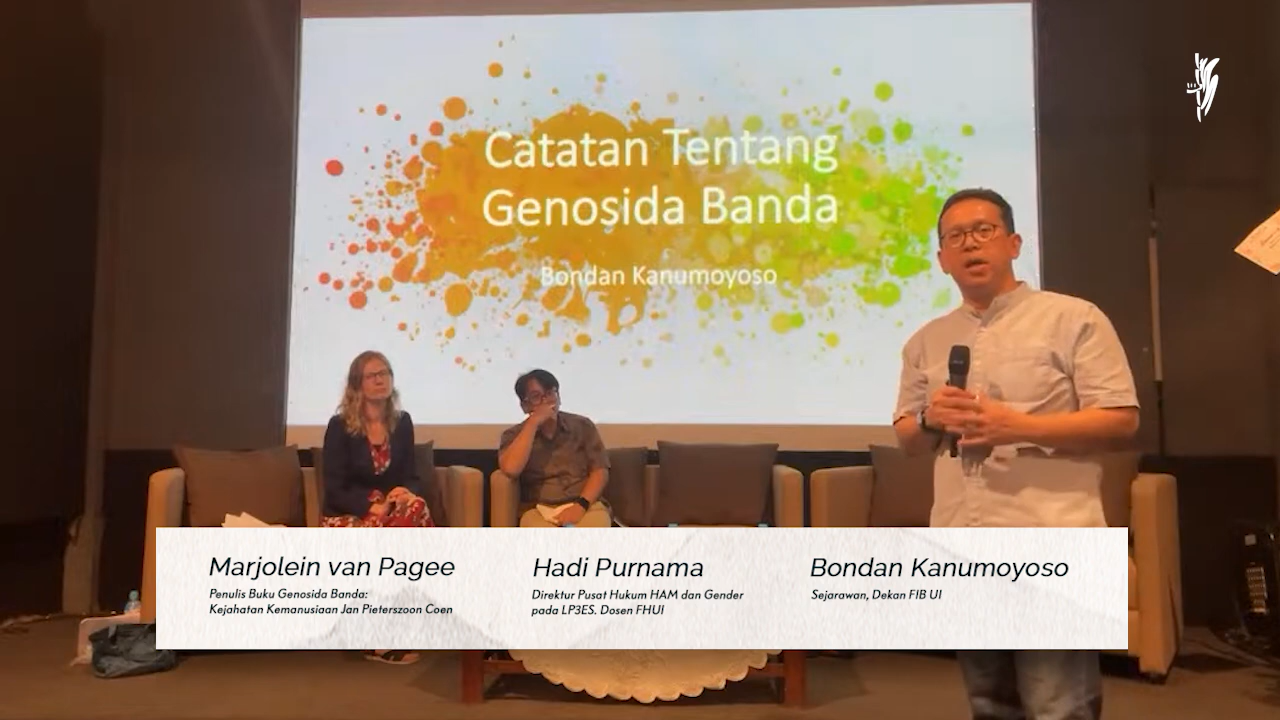 Catatan Tentang
Genosida Banda
Bondan Kanumoyoso
Marjolein van Pagee
Penulis Buku Genosida Banda:
Kejahatan Kemanusiaan Jan Pieterszoon Coen
Hadi Purnama
Direktur Pusat Hukum HAM dan Gender
pada LP3ES. Dosen FHUI
Bondan Kanumoyoso
Sejarawan, Dekan FIB UI